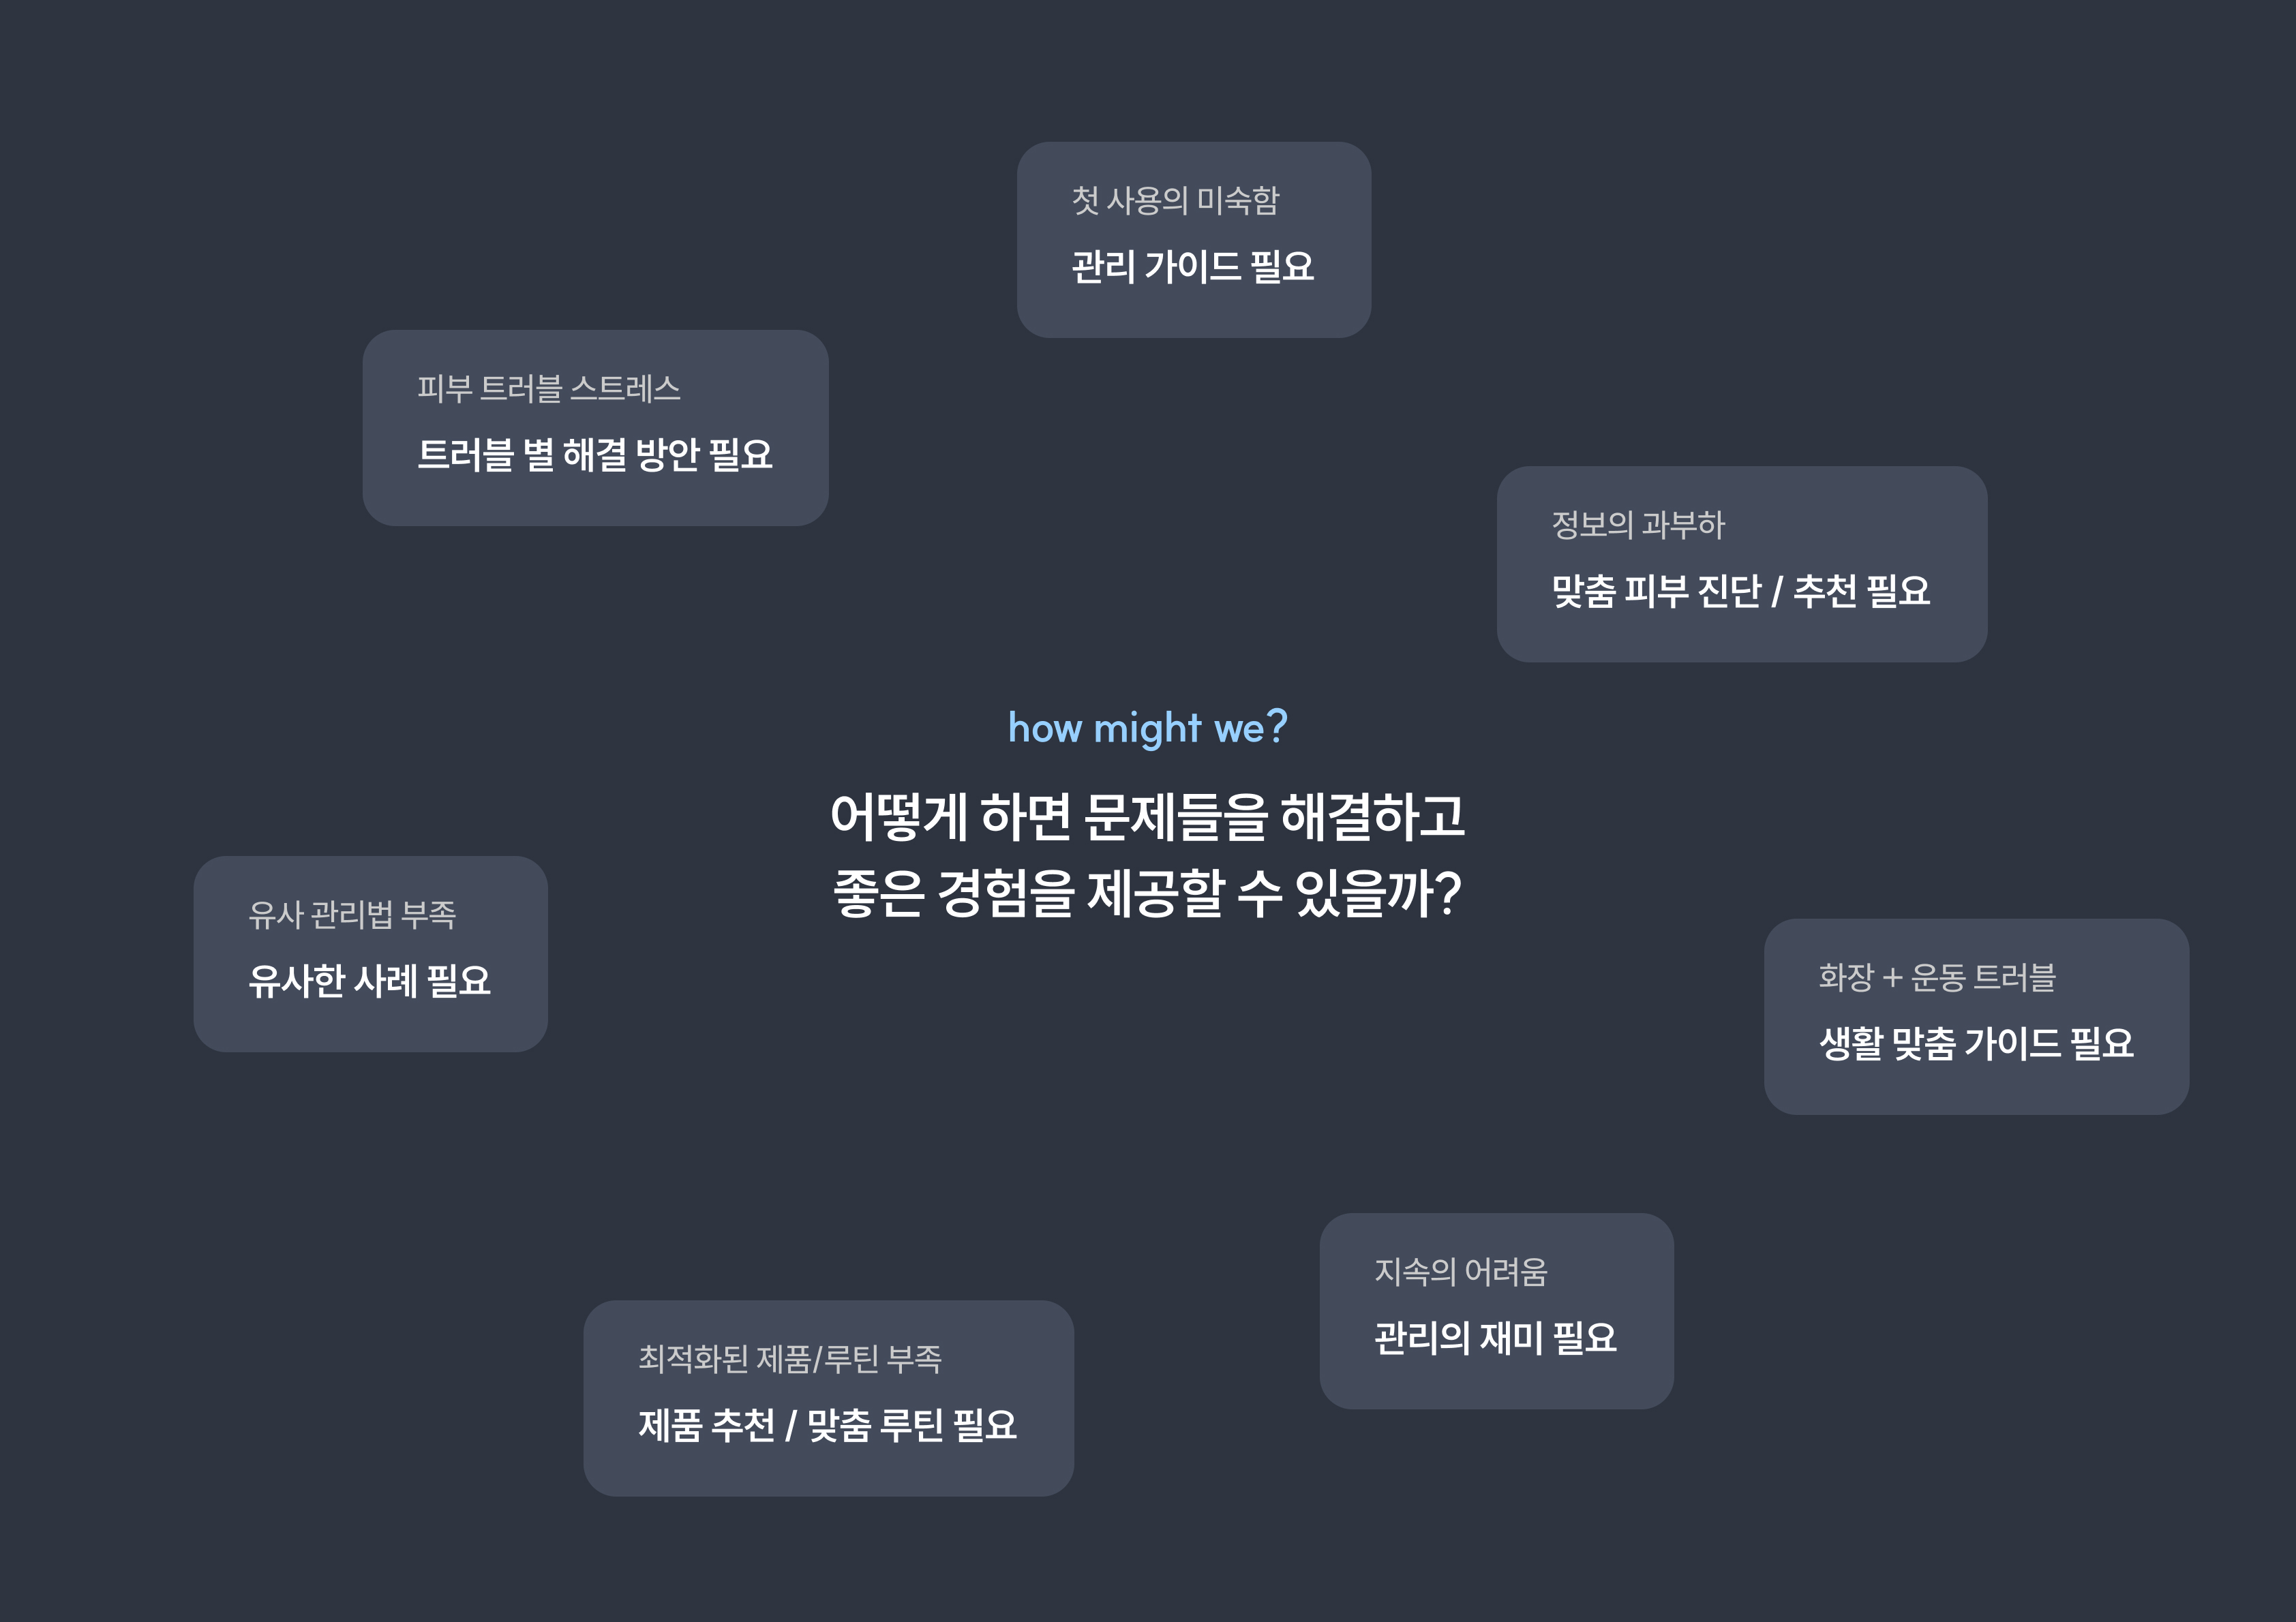 첫 사용의 미숙함
관리 가이드 필요
피부 트러블 스트레스
트러블 별 해결 방안 필요
정보의 과부하
맞춤 피부 진단 / 추천 필요
how might we?
어떻게 하면 문제들을 해결하고
좋은 경험을 제공할 수 있을까?
유사 관리법 부족
유사한 사례 필요
화장 + 운동 트러블
생활 맞춤 가이드 필요
지속의 어려움
관리의 재미 필요
최적화된 제품/루틴 부족
제품 추천 / 맞춤 루틴 필요